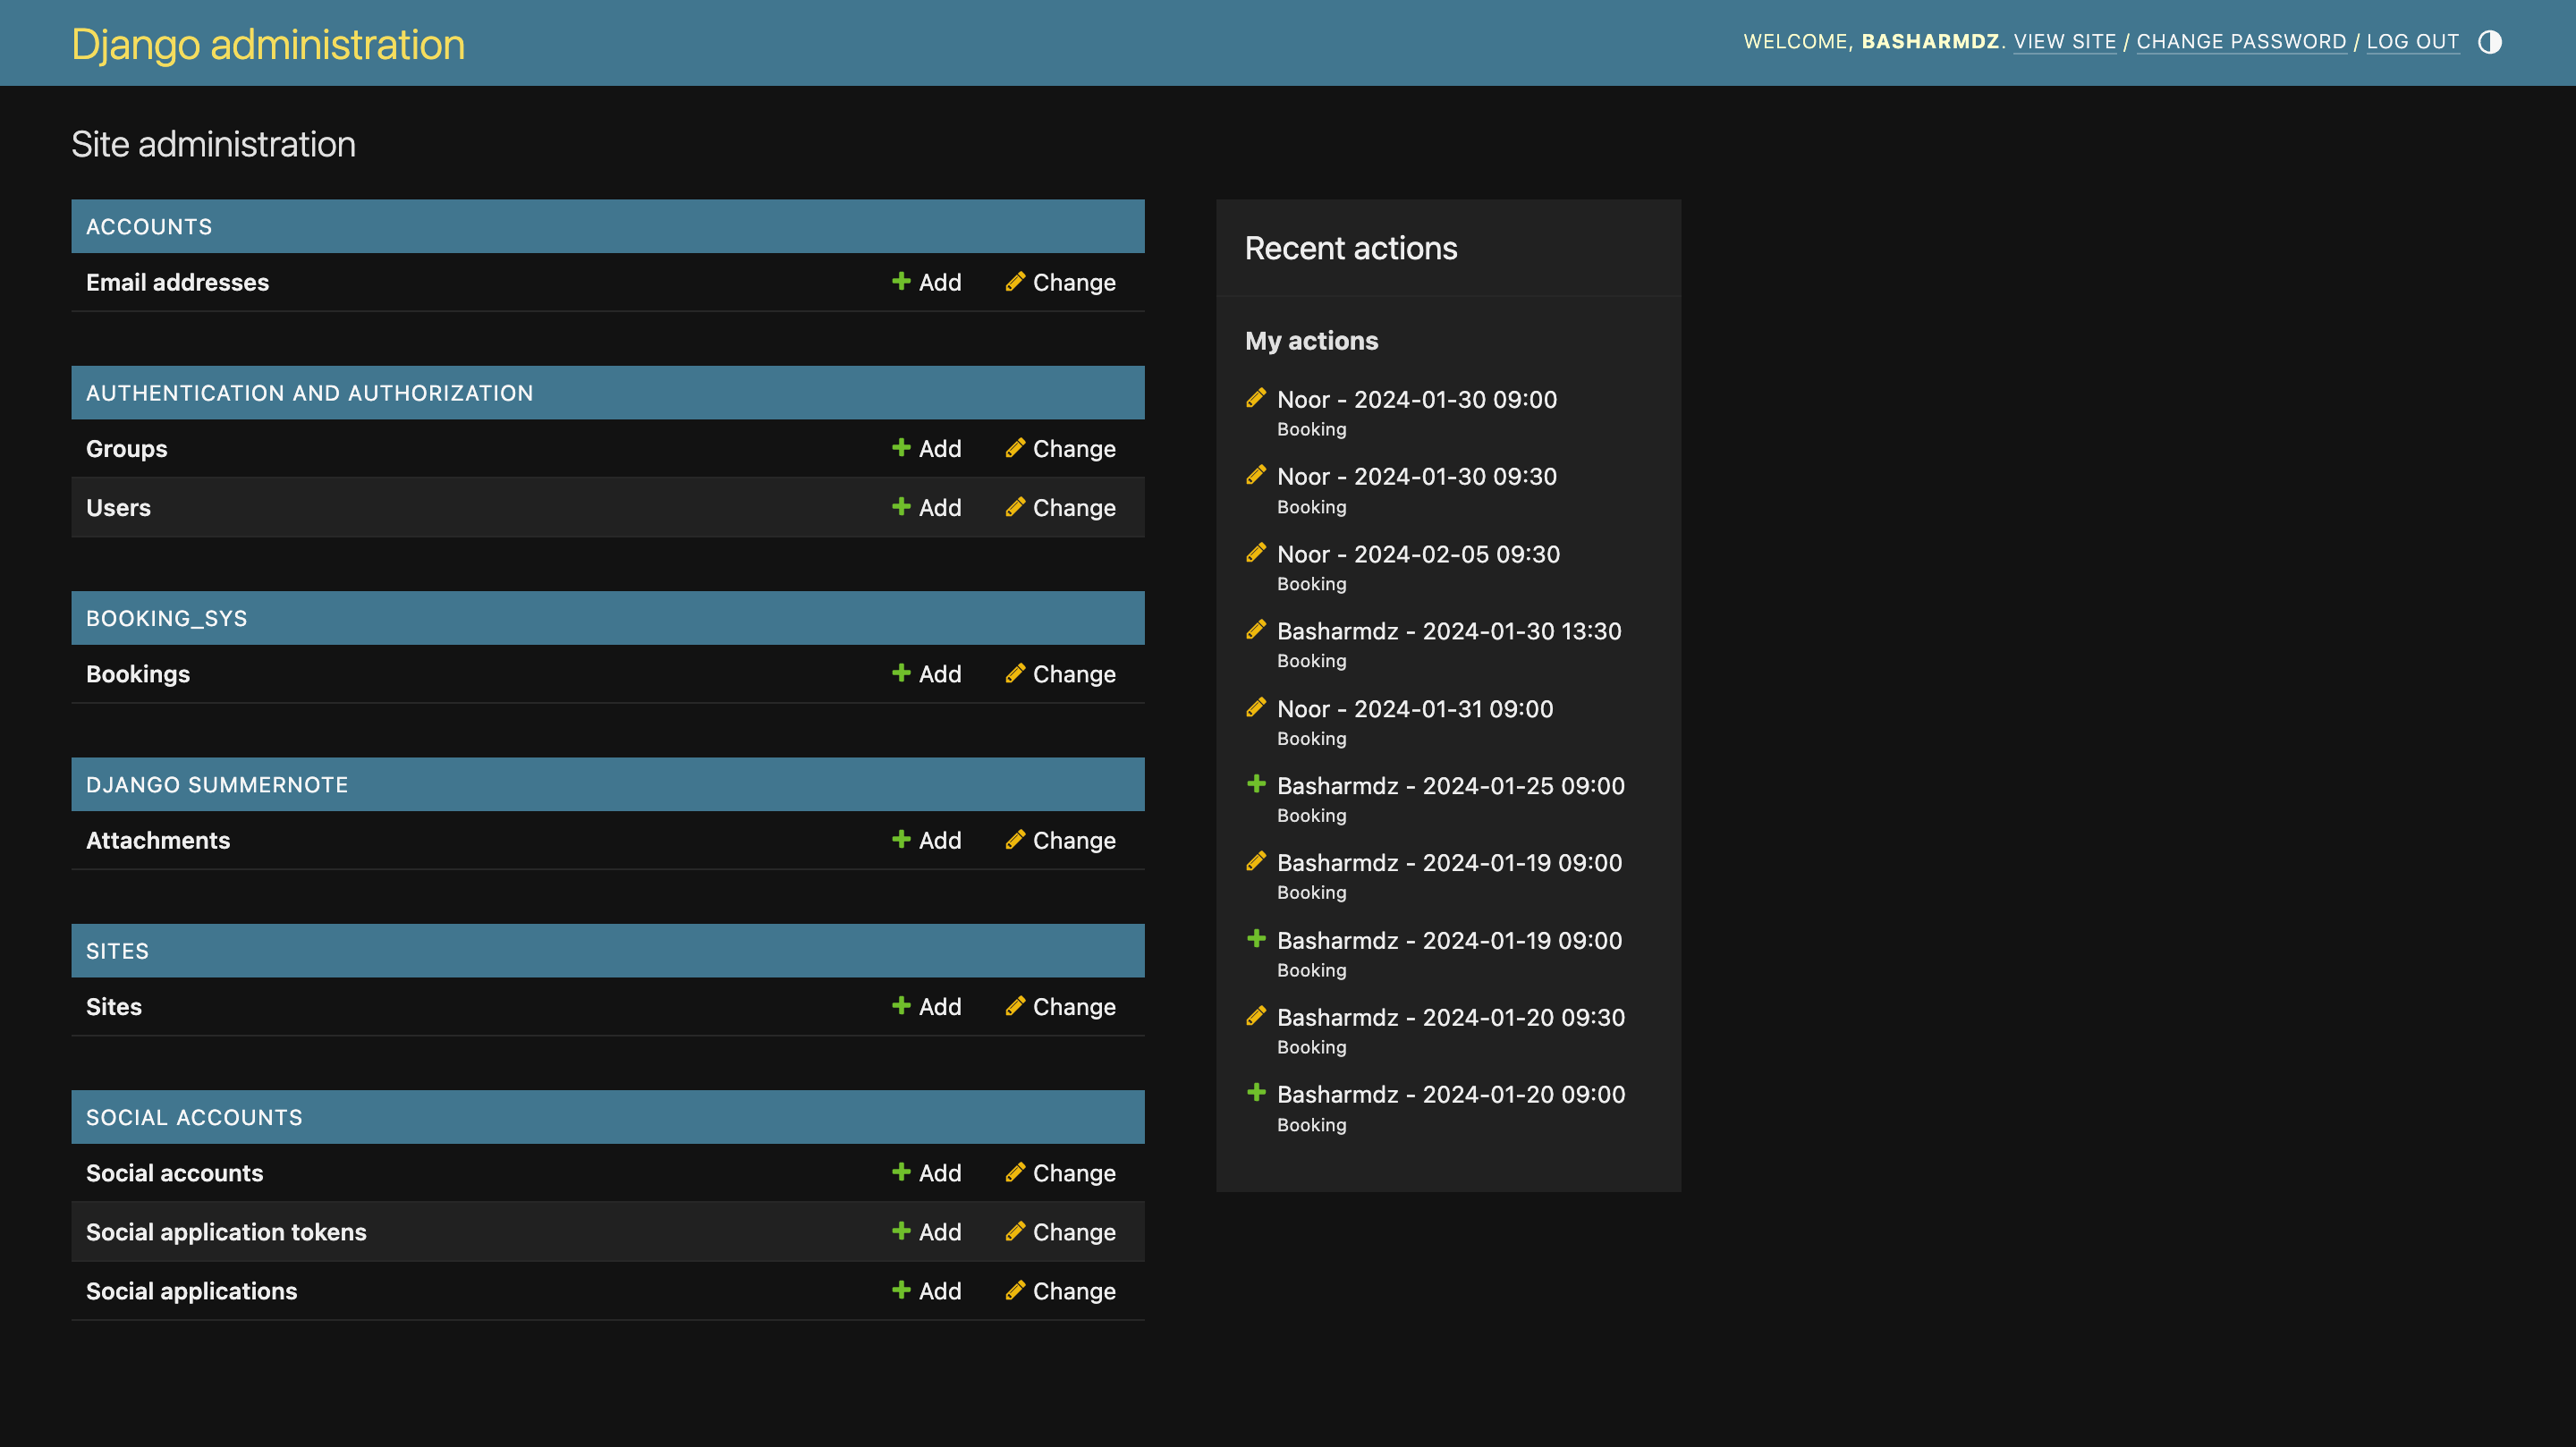 Django administration
WELCOME, BASHARMDZ. VIEW SITE / CHANGE PASSWORD / LOG OUT
Site administration
ACCOUNTS
Email addresses Add Change
AUTHENTICATION AND AUTHORIZATION
Groups Add Change
Users Add Change
BOOKING_SYS
Bookings Add Change
DJANGO SUMMERNOTE
Attachments Add Change
SITES
Sites Add Change
SOCIAL ACCOUNTS
Social accounts Add Change
Social application tokens Add Change
Social applications Add Change
Recent actions
My actions
Noor - 2024-01-30 09:00
Booking
Noor - 2024-01-30 09:30
Booking
Noor - 2024-02-05 09:30
Booking
Basharmdz - 2024-01-30 13:30
Booking
Noor - 2024-01-31 09:00
Booking
Basharmdz - 2024-01-25 09:00
Booking
Basharmdz - 2024-01-19 09:00
Booking
Basharmdz - 2024-01-19 09:00
Booking
Basharmdz - 2024-01-20 09:30
Booking
Basharmdz - 2024-01-20 09:00
Booking